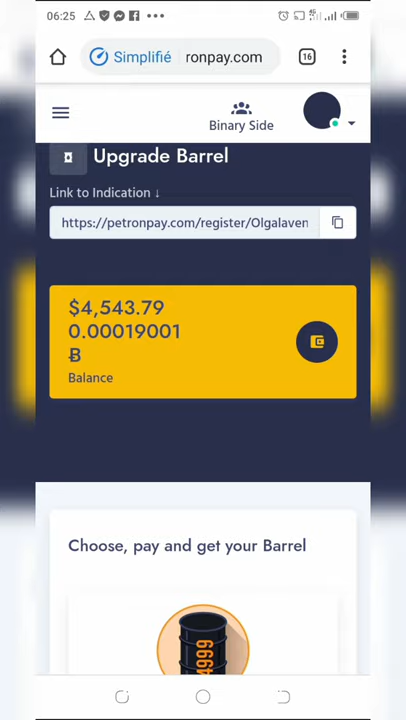 06:25
Simplifié
ronpay.com
16
Binary Side
Upgrade Barrel
Link to Indication ↓
https://petronpay.com/register/Olgalaven
$4,543.79
0.00019001
Ƀ
Balance
Choose, pay and get your Barrel
4999